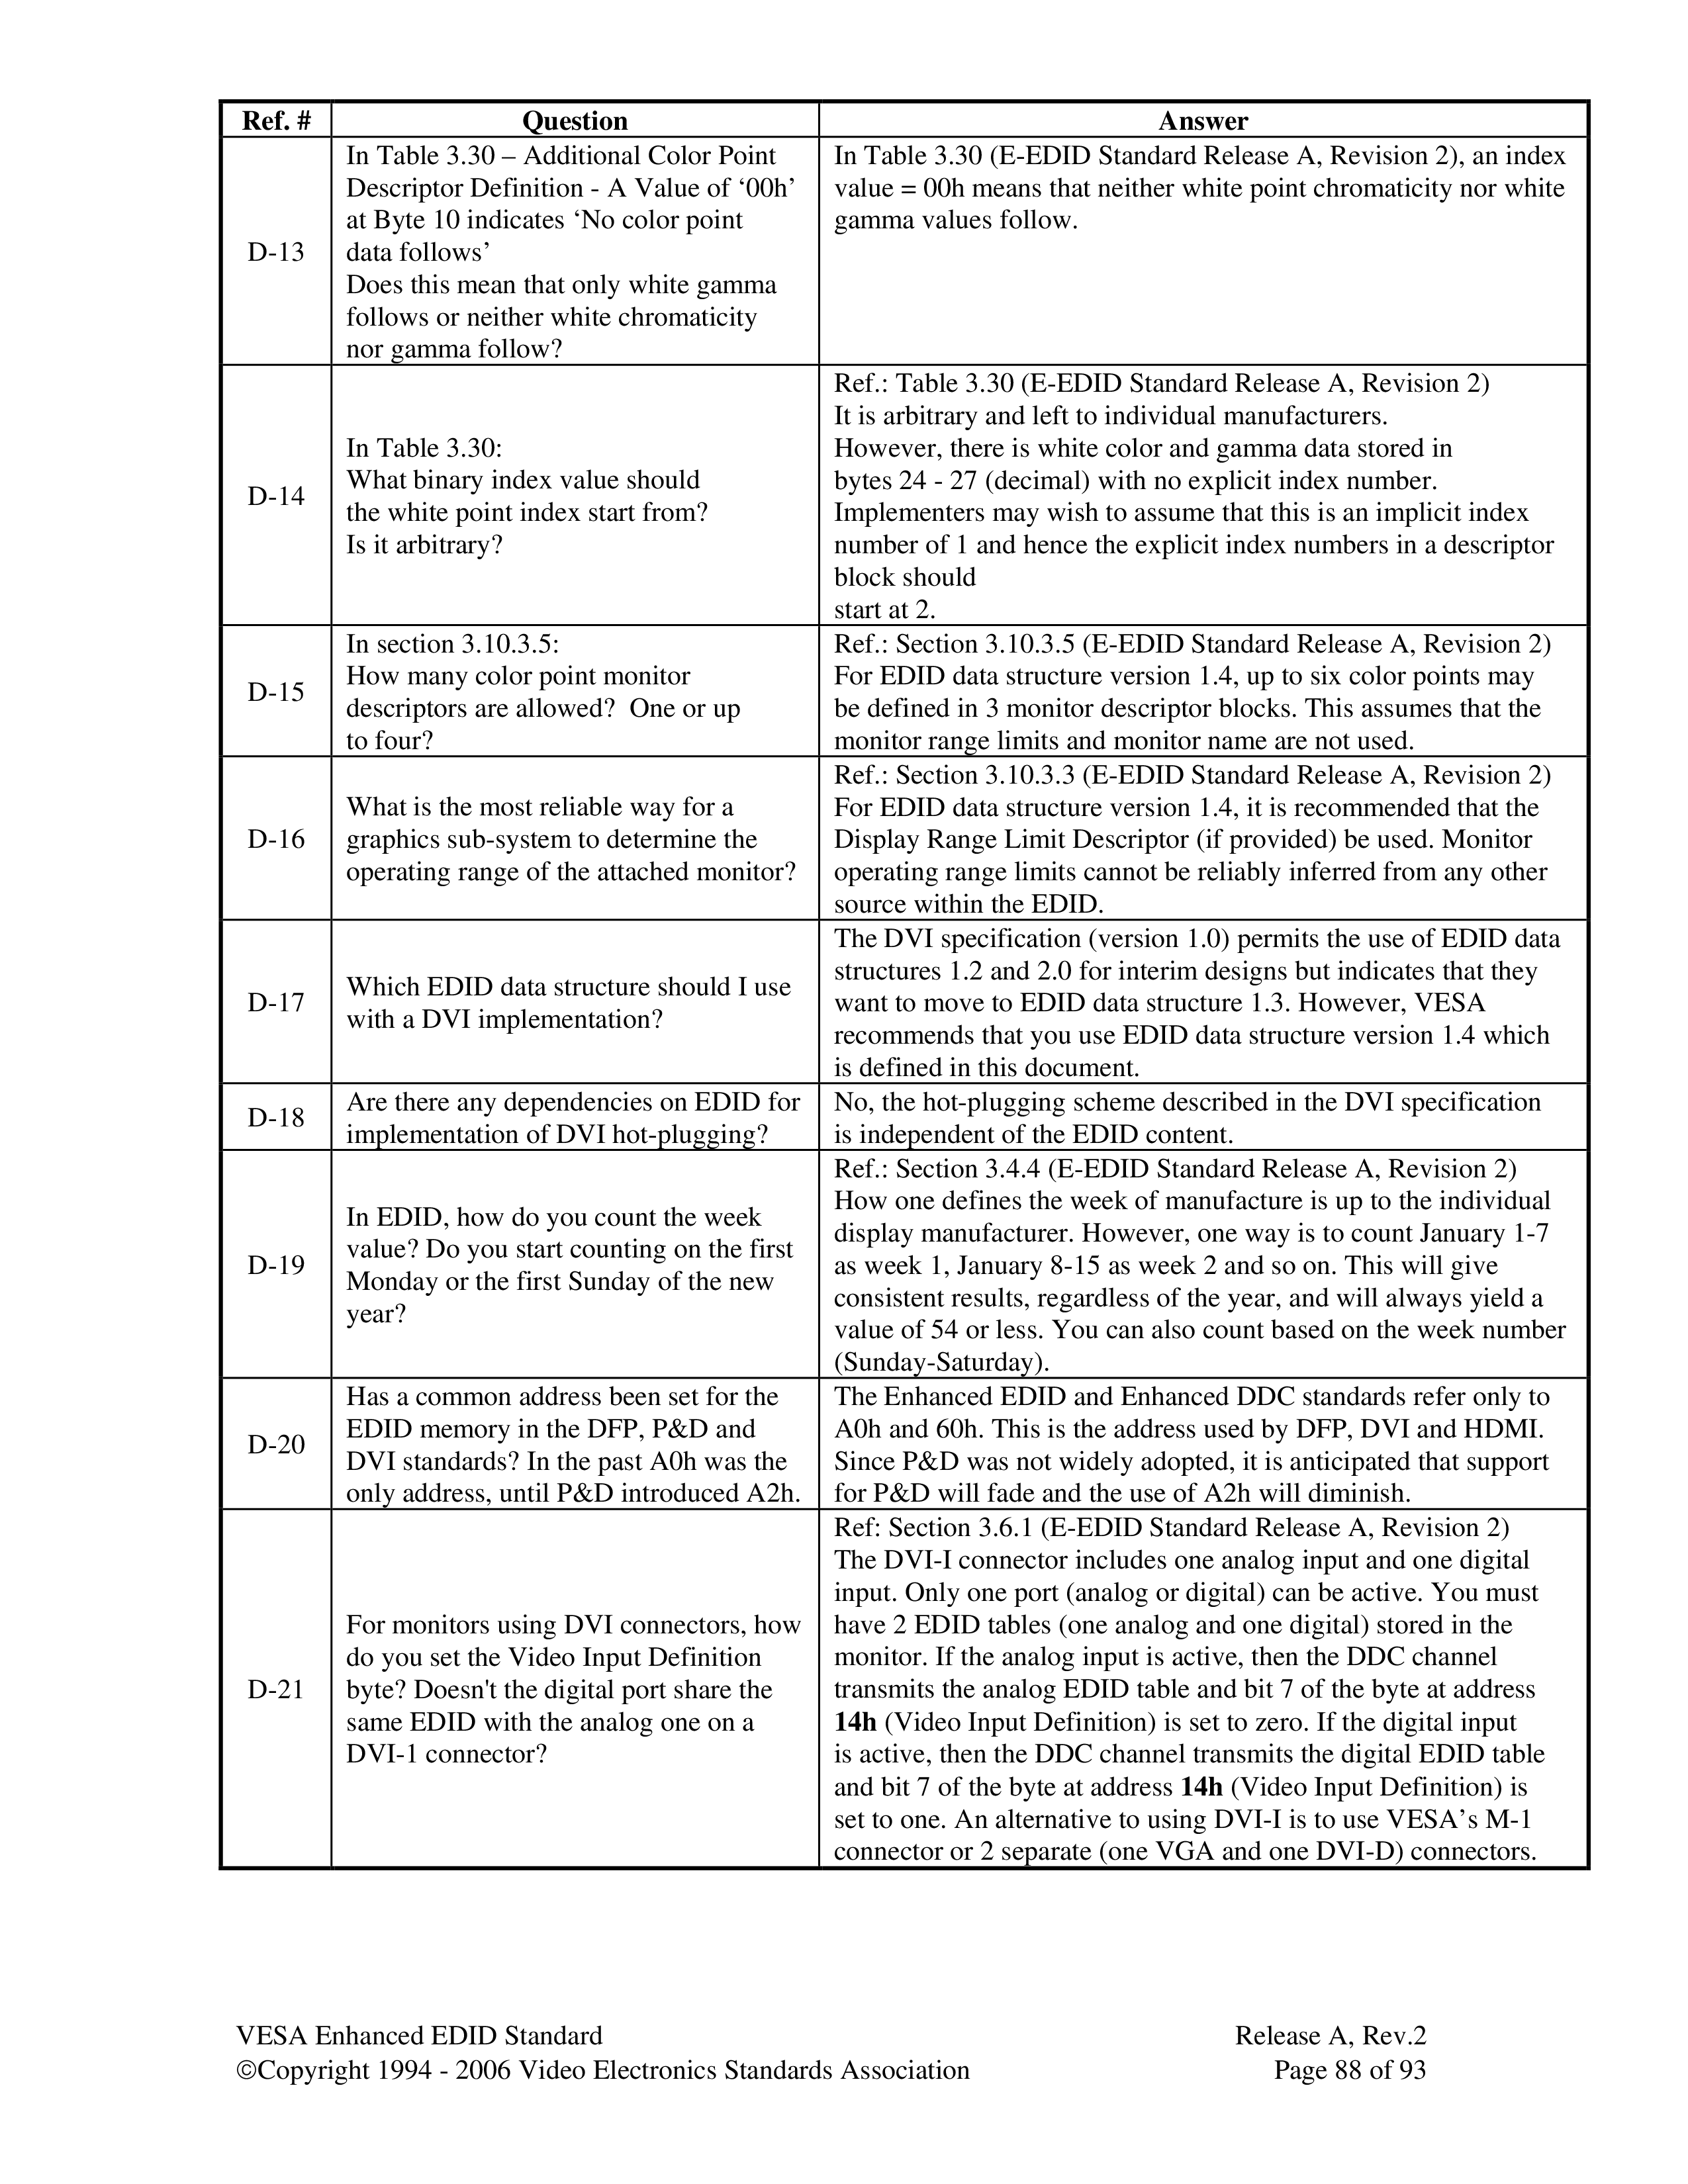 Ref. #
Question
Answer
D-13
In Table 3.30 – Additional Color Point
Descriptor Definition - A Value of ‘00h’
at Byte 10 indicates ‘No color point
data follows’
Does this mean that only white gamma
follows or neither white chromaticity
nor gamma follow?
In Table 3.30 (E-EDID Standard Release A, Revision 2), an index
value = 00h means that neither white point chromaticity nor white
gamma values follow.
D-14
In Table 3.30:
What binary index value should
the white point index start from?
Is it arbitrary?
Ref.: Table 3.30 (E-EDID Standard Release A, Revision 2)
It is arbitrary and left to individual manufacturers.
However, there is white color and gamma data stored in
bytes 24 - 27 (decimal) with no explicit index number.
Implementers may wish to assume that this is an implicit index
number of 1 and hence the explicit index numbers in a descriptor
block should
start at 2.
D-15
In section 3.10.3.5:
How many color point monitor
descriptors are allowed?  One or up
to four?
Ref.: Section 3.10.3.5 (E-EDID Standard Release A, Revision 2)
For EDID data structure version 1.4, up to six color points may
be defined in 3 monitor descriptor blocks. This assumes that the
monitor range limits and monitor name are not used.
D-16
What is the most reliable way for a
graphics sub-system to determine the
operating range of the attached monitor?
Ref.: Section 3.10.3.3 (E-EDID Standard Release A, Revision 2)
For EDID data structure version 1.4, it is recommended that the
Display Range Limit Descriptor (if provided) be used. Monitor
operating range limits cannot be reliably inferred from any other
source within the EDID.
D-17
Which EDID data structure should I use
with a DVI implementation?
The DVI specification (version 1.0) permits the use of EDID data
structures 1.2 and 2.0 for interim designs but indicates that they
want to move to EDID data structure 1.3. However, VESA
recommends that you use EDID data structure version 1.4 which
is defined in this document.
D-18
Are there any dependencies on EDID for
implementation of DVI hot-plugging?
No, the hot-plugging scheme described in the DVI specification
is independent of the EDID content.
D-19
In EDID, how do you count the week
value? Do you start counting on the first
Monday or the first Sunday of the new
year?
Ref.: Section 3.4.4 (E-EDID Standard Release A, Revision 2)
How one defines the week of manufacture is up to the individual
display manufacturer. However, one way is to count January 1-7
as week 1, January 8-15 as week 2 and so on. This will give
consistent results, regardless of the year, and will always yield a
value of 54 or less. You can also count based on the week number
(Sunday-Saturday).
D-20
Has a common address been set for the
EDID memory in the DFP, P&D and
DVI standards? In the past A0h was the
only address, until P&D introduced A2h.
The Enhanced EDID and Enhanced DDC standards refer only to
A0h and 60h. This is the address used by DFP, DVI and HDMI.
Since P&D was not widely adopted, it is anticipated that support
for P&D will fade and the use of A2h will diminish.
D-21
For monitors using DVI connectors, how
do you set the Video Input Definition
byte? Doesn't the digital port share the
same EDID with the analog one on a
DVI-1 connector?
Ref: Section 3.6.1 (E-EDID Standard Release A, Revision 2)
The DVI-I connector includes one analog input and one digital
input. Only one port (analog or digital) can be active. You must
have 2 EDID tables (one analog and one digital) stored in the
monitor. If the analog input is active, then the DDC channel
transmits the analog EDID table and bit 7 of the byte at address
14h (Video Input Definition) is set to zero. If the digital input
is active, then the DDC channel transmits the digital EDID table
and bit 7 of the byte at address 14h (Video Input Definition) is
set to one. An alternative to using DVI-I is to use VESA’s M-1
connector or 2 separate (one VGA and one DVI-D) connectors.
VESA Enhanced EDID Standard
Release A, Rev.2
©Copyright 1994 - 2006 Video Electronics Standards Association
Page 88 of 93